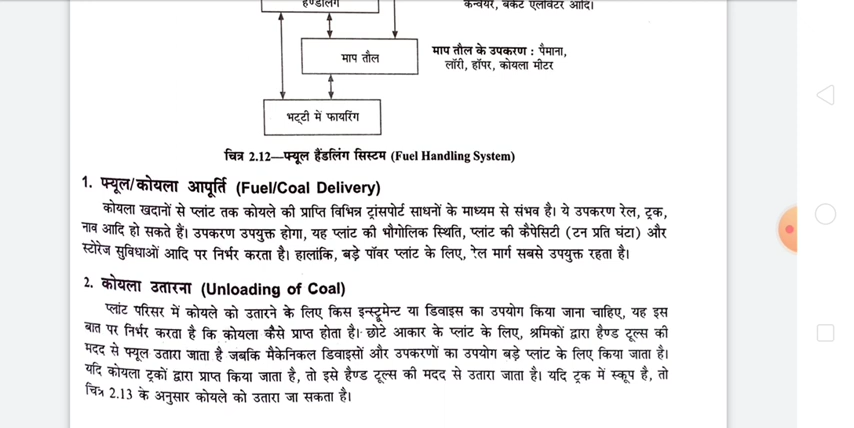 हैण्डलिंग
कन्वेयर, बकेट एलीवेटर आदि।
माप तौल
माप तौल के उपकरण : पैमाना,
लॉरी, हॉपर, कोयला मीटर
भट्टी में फायरिंग
चित्र 2.12—फ्यूल हैंडलिंग सिस्टम (Fuel Handling System)
1. फ्यूल/कोयला आपूर्ति (Fuel/Coal Delivery)
कोयला खदानों से प्लांट तक कोयले की प्राप्ति विभिन्न ट्रांसपोर्ट साधनों के माध्यम से संभव है। ये उपकरण रेल, ट्रक,
नाव आदि हो सकते हैं। उपकरण उपयुक्त होगा, यह प्लांट की भौगोलिक स्थिति, प्लांट की कैपेसिटी (टन प्रति घंटा) और
स्टोरेज सुविधाओं आदि पर निर्भर करता है। हालांकि, बड़े पॉवर प्लांट के लिए, रेल मार्ग सबसे उपयुक्त रहता है।
2. कोयला उतारना (Unloading of Coal)
प्लांट परिसर में कोयले को उतारने के लिए किस इन्स्ट्रूमेन्ट या डिवाइस का उपयोग किया जाना चाहिए, यह इस
बात पर निर्भर करता है कि कोयला कैसे प्राप्त होता है। छोटे आकार के प्लांट के लिए, श्रमिकों द्वारा हैण्ड टूल्स की
मदद से फ्यूल उतारा जाता है जबकि मैकेनिकल डिवाइसों और उपकरणों का उपयोग बड़े प्लांट के लिए किया जाता है।
यदि कोयला ट्रकों द्वारा प्राप्त किया जाता है, तो इसे हैण्ड टूल्स की मदद से उतारा जाता है। यदि ट्रक में स्कूप है, तो
चित्र 2.13 के अनुसार कोयले को उतारा जा सकता है।